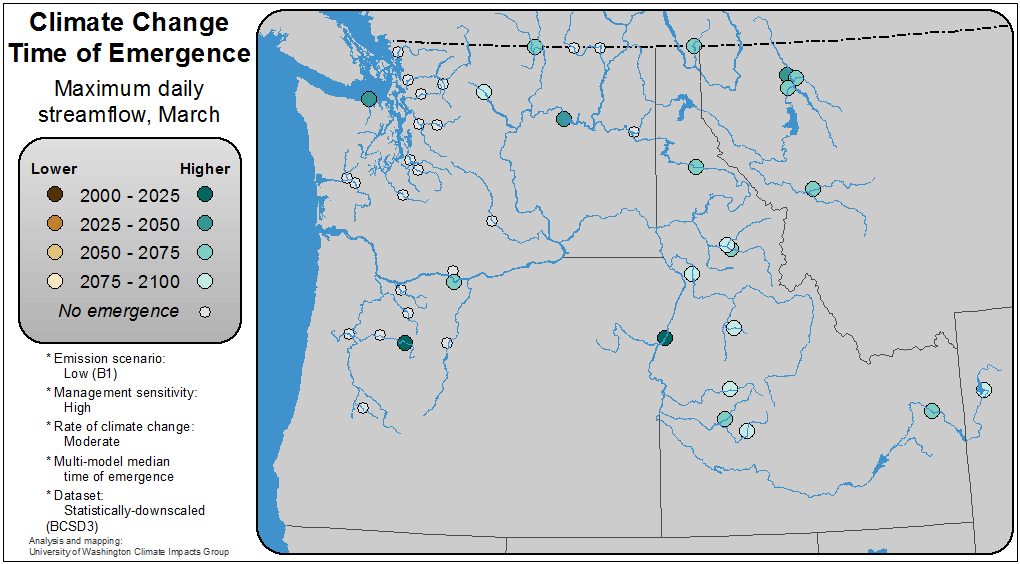 Climate Change
Time of Emergence
Maximum daily
streamflow, March
Lower Higher
2000 - 2025
2025 - 2050
2050 - 2075
2075 - 2100
No emergence
* Emission scenario:
Low (B1)
* Management sensitivity:
High
* Rate of climate change:
Moderate
* Multi-model median
time of emergence
* Dataset:
Statistically-downscaled
(BCSD3)
Analysis and mapping:
University of Washington Climate Impacts Group